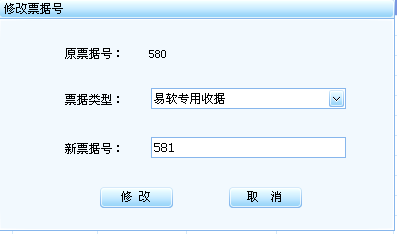 修改票据号
原票据号： 580
票据类型： 易软专用收据
新票据号： 581
修 改 取 消